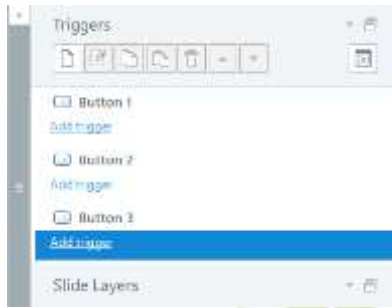 Triggers
Button 1
Add trigger
Button 2
Add trigger
Button 3
Add trigger
Slide Layers